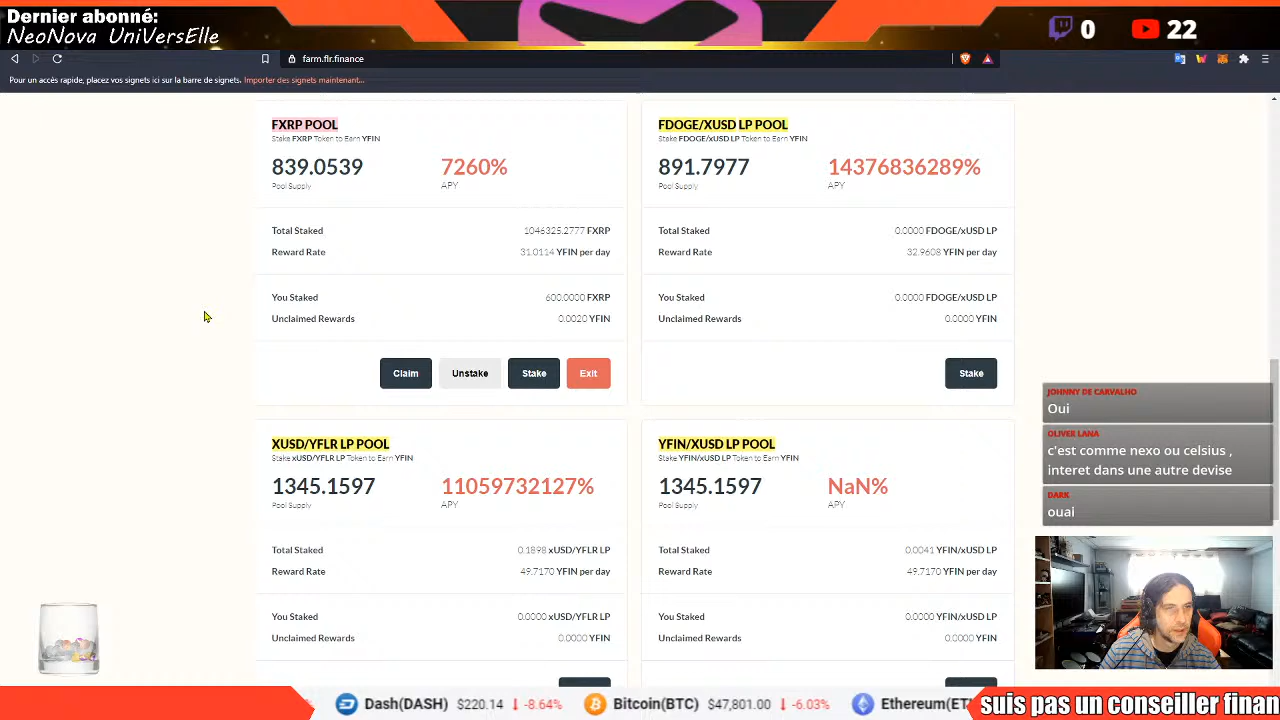 Dernier abonné:
NeoNova UniVersElle
0
22
farm.flr.finance
Pour un accès rapide, placez vos signets ici sur la barre de signets. Importer des signets maintenant...
FXRP POOL
Stake FXRP Token to Earn YFIN
839.0539
7260%
Pool Supply
APY
Total Staked
1046325.2777 FXRP
Reward Rate
31.0114 YFIN per day
You Staked
600.0000 FXRP
Unclaimed Rewards
0.0020 YFIN
Claim
Unstake
Stake
Exit
FDOGE/XUSD LP POOL
Stake FDOGE/xUSD LP Token to Earn YFIN
891.7977
14376836289%
Pool Supply
APY
Total Staked
0.0000 FDOGE/xUSD LP
Reward Rate
32.9608 YFIN per day
You Staked
0.0000 FDOGE/xUSD LP
Unclaimed Rewards
0.0000 YFIN
Stake
XUSD/YFLR LP POOL
Stake xUSD/YFLR LP Token to Earn YFIN
1345.1597
11059732127%
Pool Supply
APY
Total Staked
0.1898 xUSD/YFLR LP
Reward Rate
49.7170 YFIN per day
You Staked
0.0000 xUSD/YFLR LP
Unclaimed Rewards
0.0000 YFIN
YFIN/XUSD LP POOL
Stake YFIN/xUSD LP Token to Earn YFIN
1345.1597
NaN%
Pool Supply
APY
Total Staked
0.0041 YFIN/xUSD LP
Reward Rate
49.7170 YFIN per day
You Staked
0.0000 YFIN/xUSD LP
Unclaimed Rewards
0.0000 YFIN
JOHNNY DE CARVALHO
Oui
OLIVER LANA
c'est comme nexo ou celsius ,
interet dans une autre devise
DARK
ouai
Dash(DASH) $220.14 ↓ -8.64%
Bitcoin(BTC) $47,801.00 ↓ -6.03%
Ethereum(ET
suis pas un conseiller finan